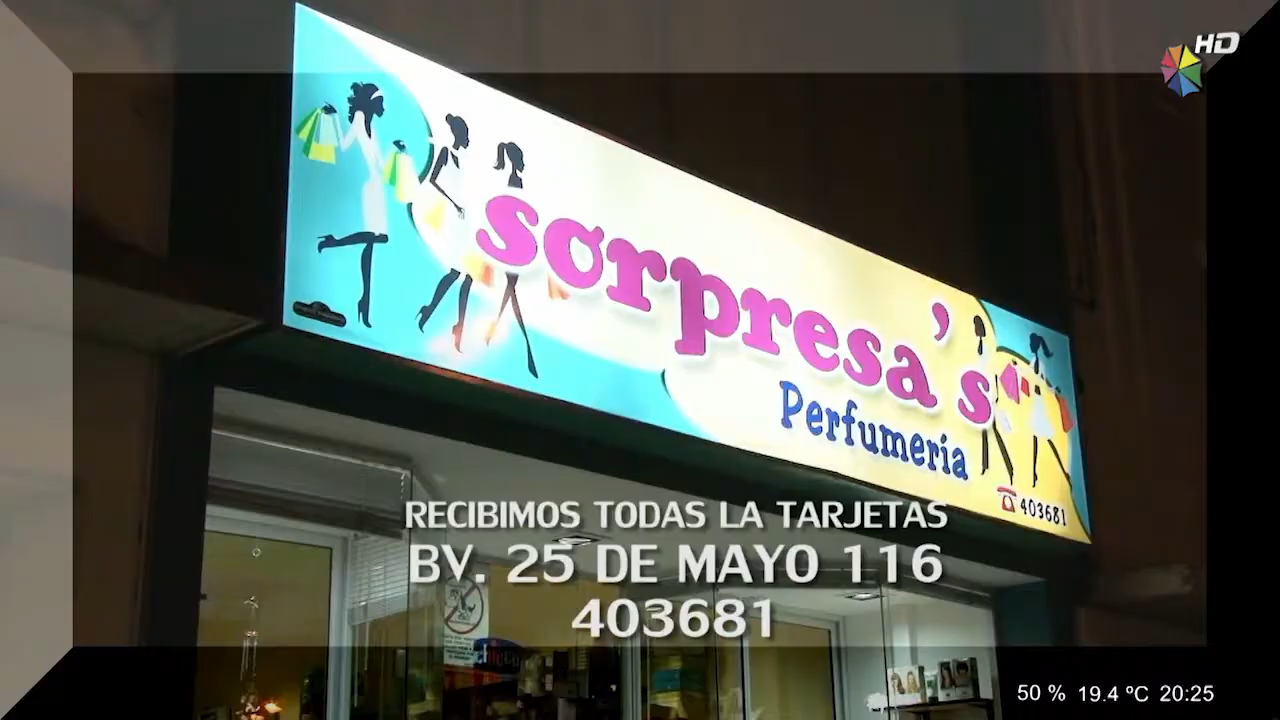 HD
sorpresa's
Perfumería
403681
RECIBIMOS TODAS LA TARJETAS
BV. 25 DE MAYO 116
403681
chicco
50 % 19.4 ºC 20:25